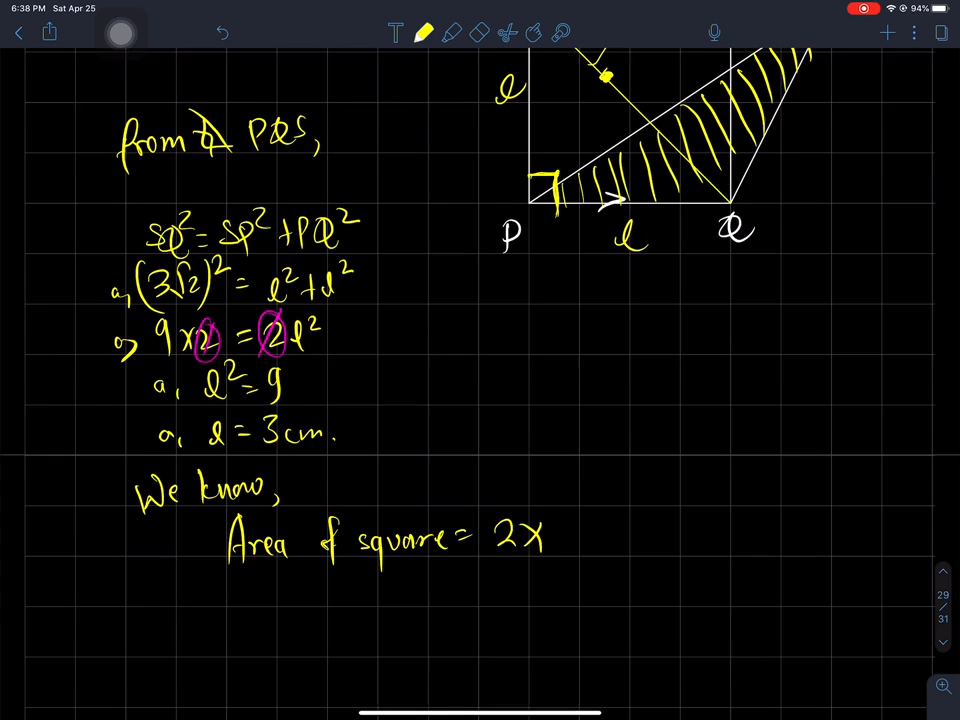 6:38 PM Sat Apr 25
94%
T
l
from △ PQS,
P
l
Q
SQ² = SP² + PQ²
a, (3√2)² = l² + l²
a, 9 x 2 = 2l²
a, l² = 9
a, l = 3 cm.
We know,
Area of square = 2 x
29
/
31